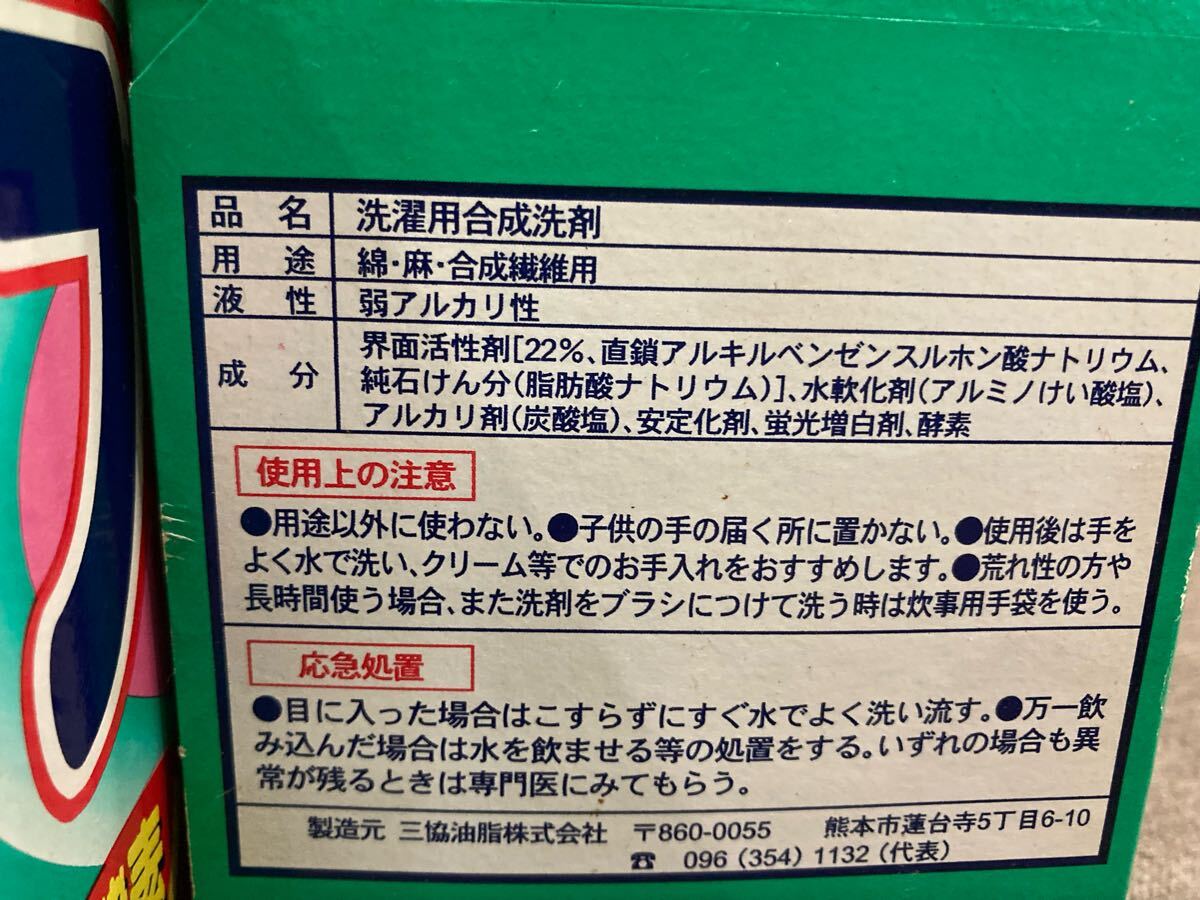 品名 洗濯用合成洗剤
用途 綿・麻・合成繊維用
液性 弱アルカリ性
成分 界面活性剤[22%、直鎖アルキルベンゼンスルホン酸ナトリウム、
純石けん分(脂肪酸ナトリウム)]、水軟化剤(アルミノけい酸塩)、
アルカリ剤(炭酸塩)、安定化剤、蛍光増白剤、酵素
使用上の注意
●用途以外に使わない。●子供の手の届く所に置かない。●使用後は手を
よく水で洗い、クリーム等でのお手入れをおすすめします。●荒れ性の方や
長時間使う場合、また洗剤をブラシにつけて洗う時は炊事用手袋を使う。
応急処置
●目に入った場合はこすらずにすぐ水でよく洗い流す。●万一飲
み込んだ場合は水を飲ませる等の処置をする。いずれの場合も異
常が残るときは専門医にみてもらう。
製造元 三協油脂株式会社 〒860-0055 熊本市蓮台寺5丁目6-10
☎ 096(354)1132(代表)